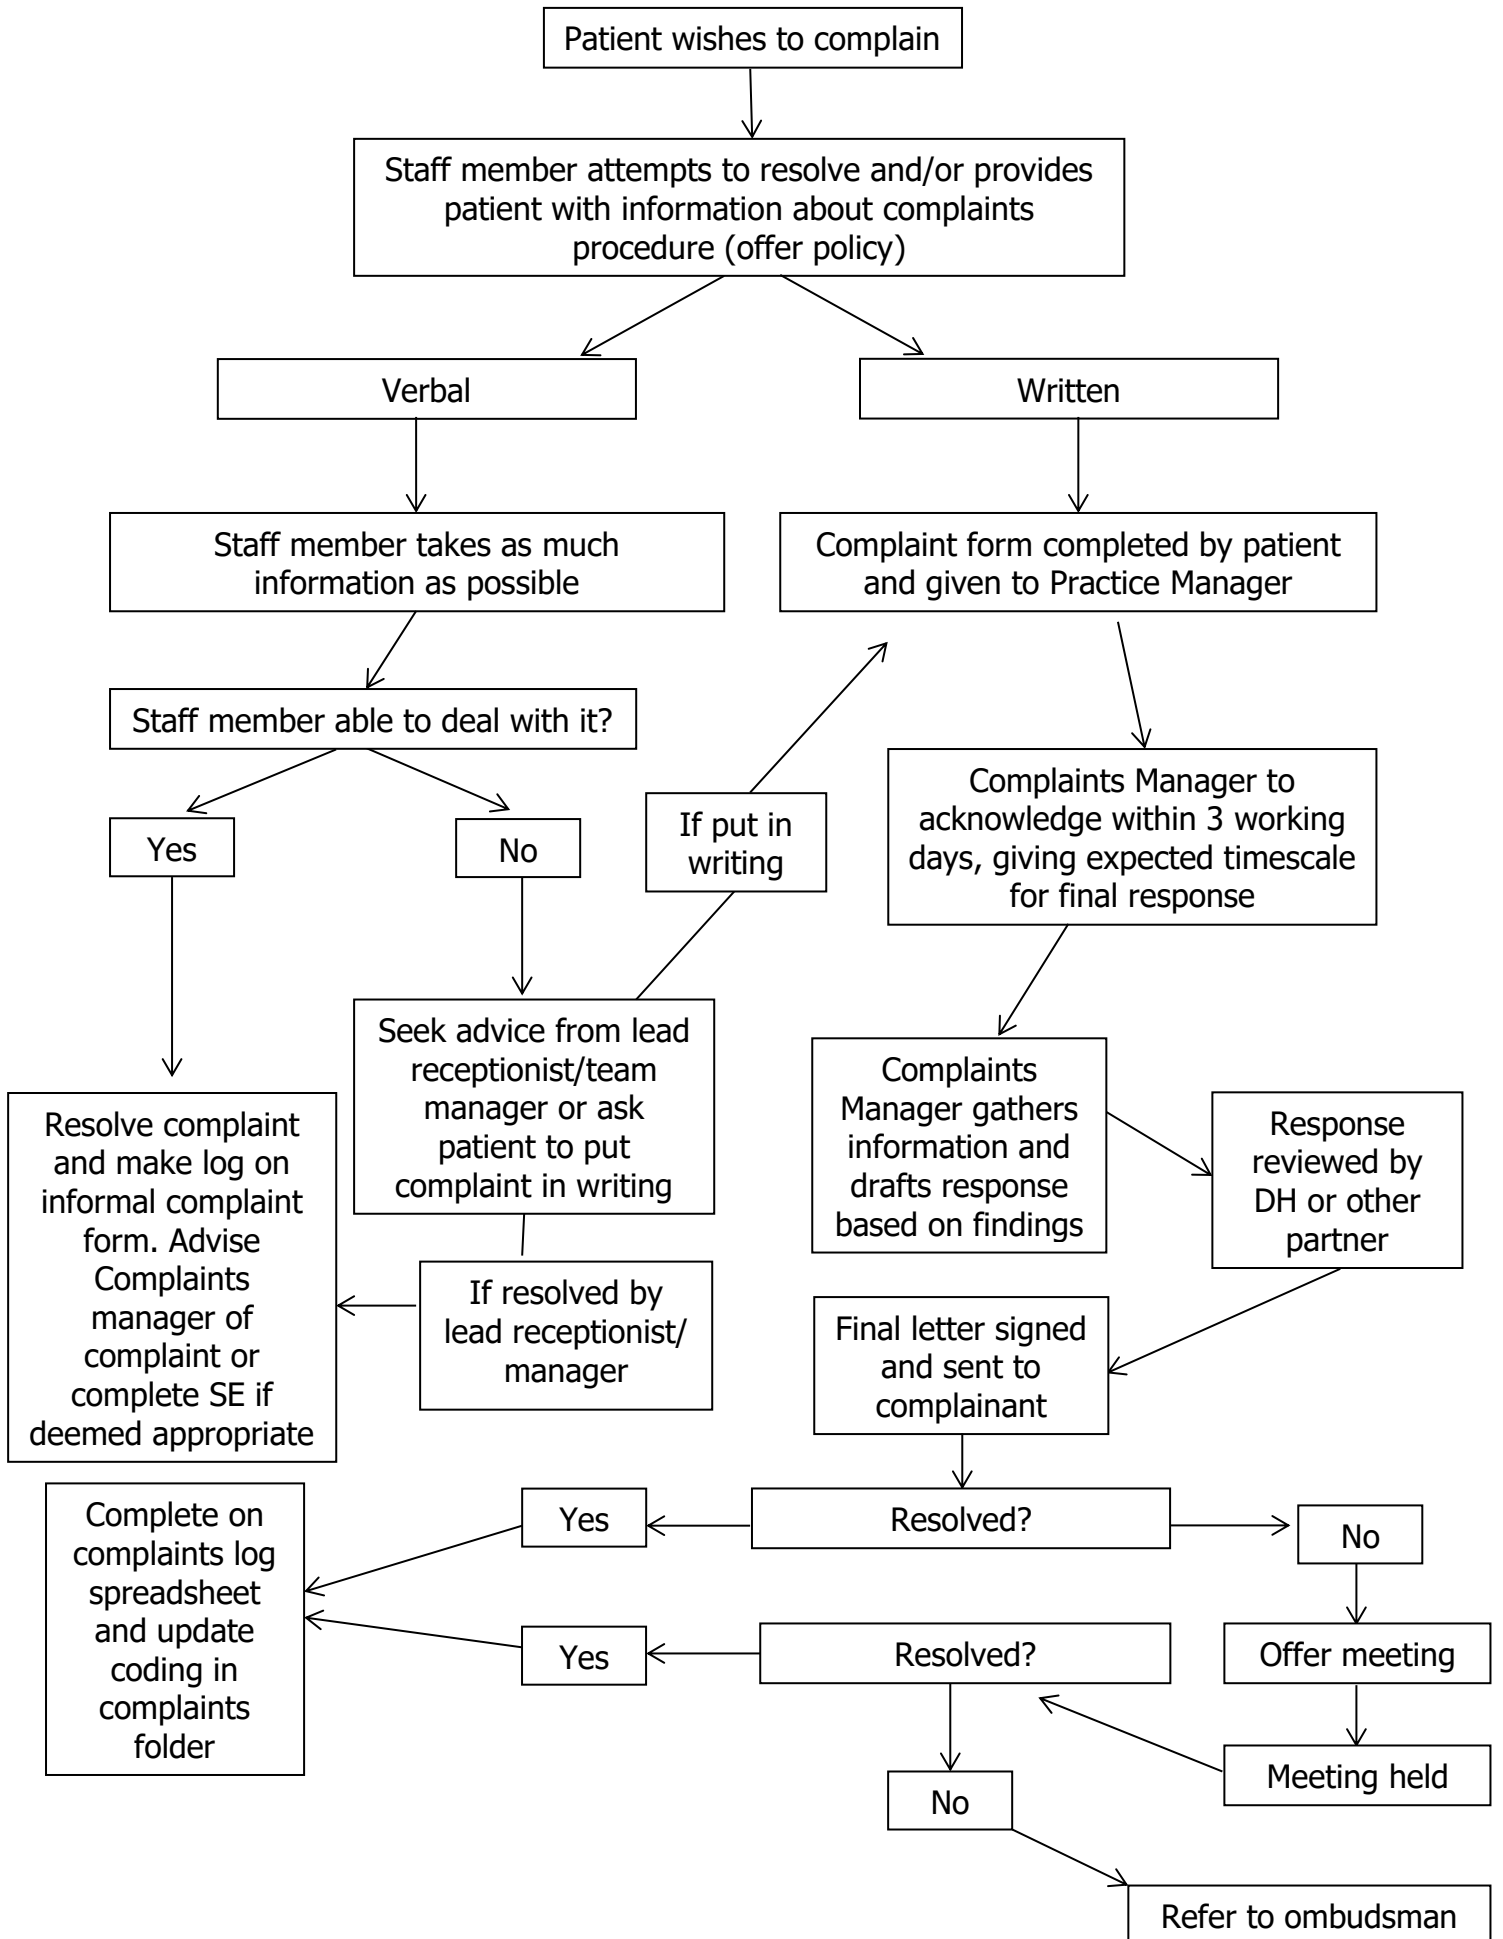 Patient wishes to complain
Staff member attempts to resolve and/or provides
patient with information about complaints
procedure (offer policy)
Verbal
Written
Staff member takes as much
information as possible
Complaint form completed by patient
and given to Practice Manager
Staff member able to deal with it?
Yes
No
If put in
writing
Complaints Manager to
acknowledge within 3 working
days, giving expected timescale
for final response
Seek advice from lead
receptionist/team
manager or ask
patient to put
complaint in writing
Resolve complaint
and make log on
informal complaint
form. Advise
Complaints
manager of
complaint or
complete SE if
deemed appropriate
If resolved by
lead receptionist/
manager
Complaints
Manager gathers
information and
drafts response
based on findings
Response
reviewed by
DH or other
partner
Final letter signed
and sent to
complainant
Resolved?
Yes
No
Complete on
complaints log
spreadsheet
and update
coding in
complaints
folder
Offer meeting
Meeting held
Resolved?
Yes
No
Refer to ombudsman